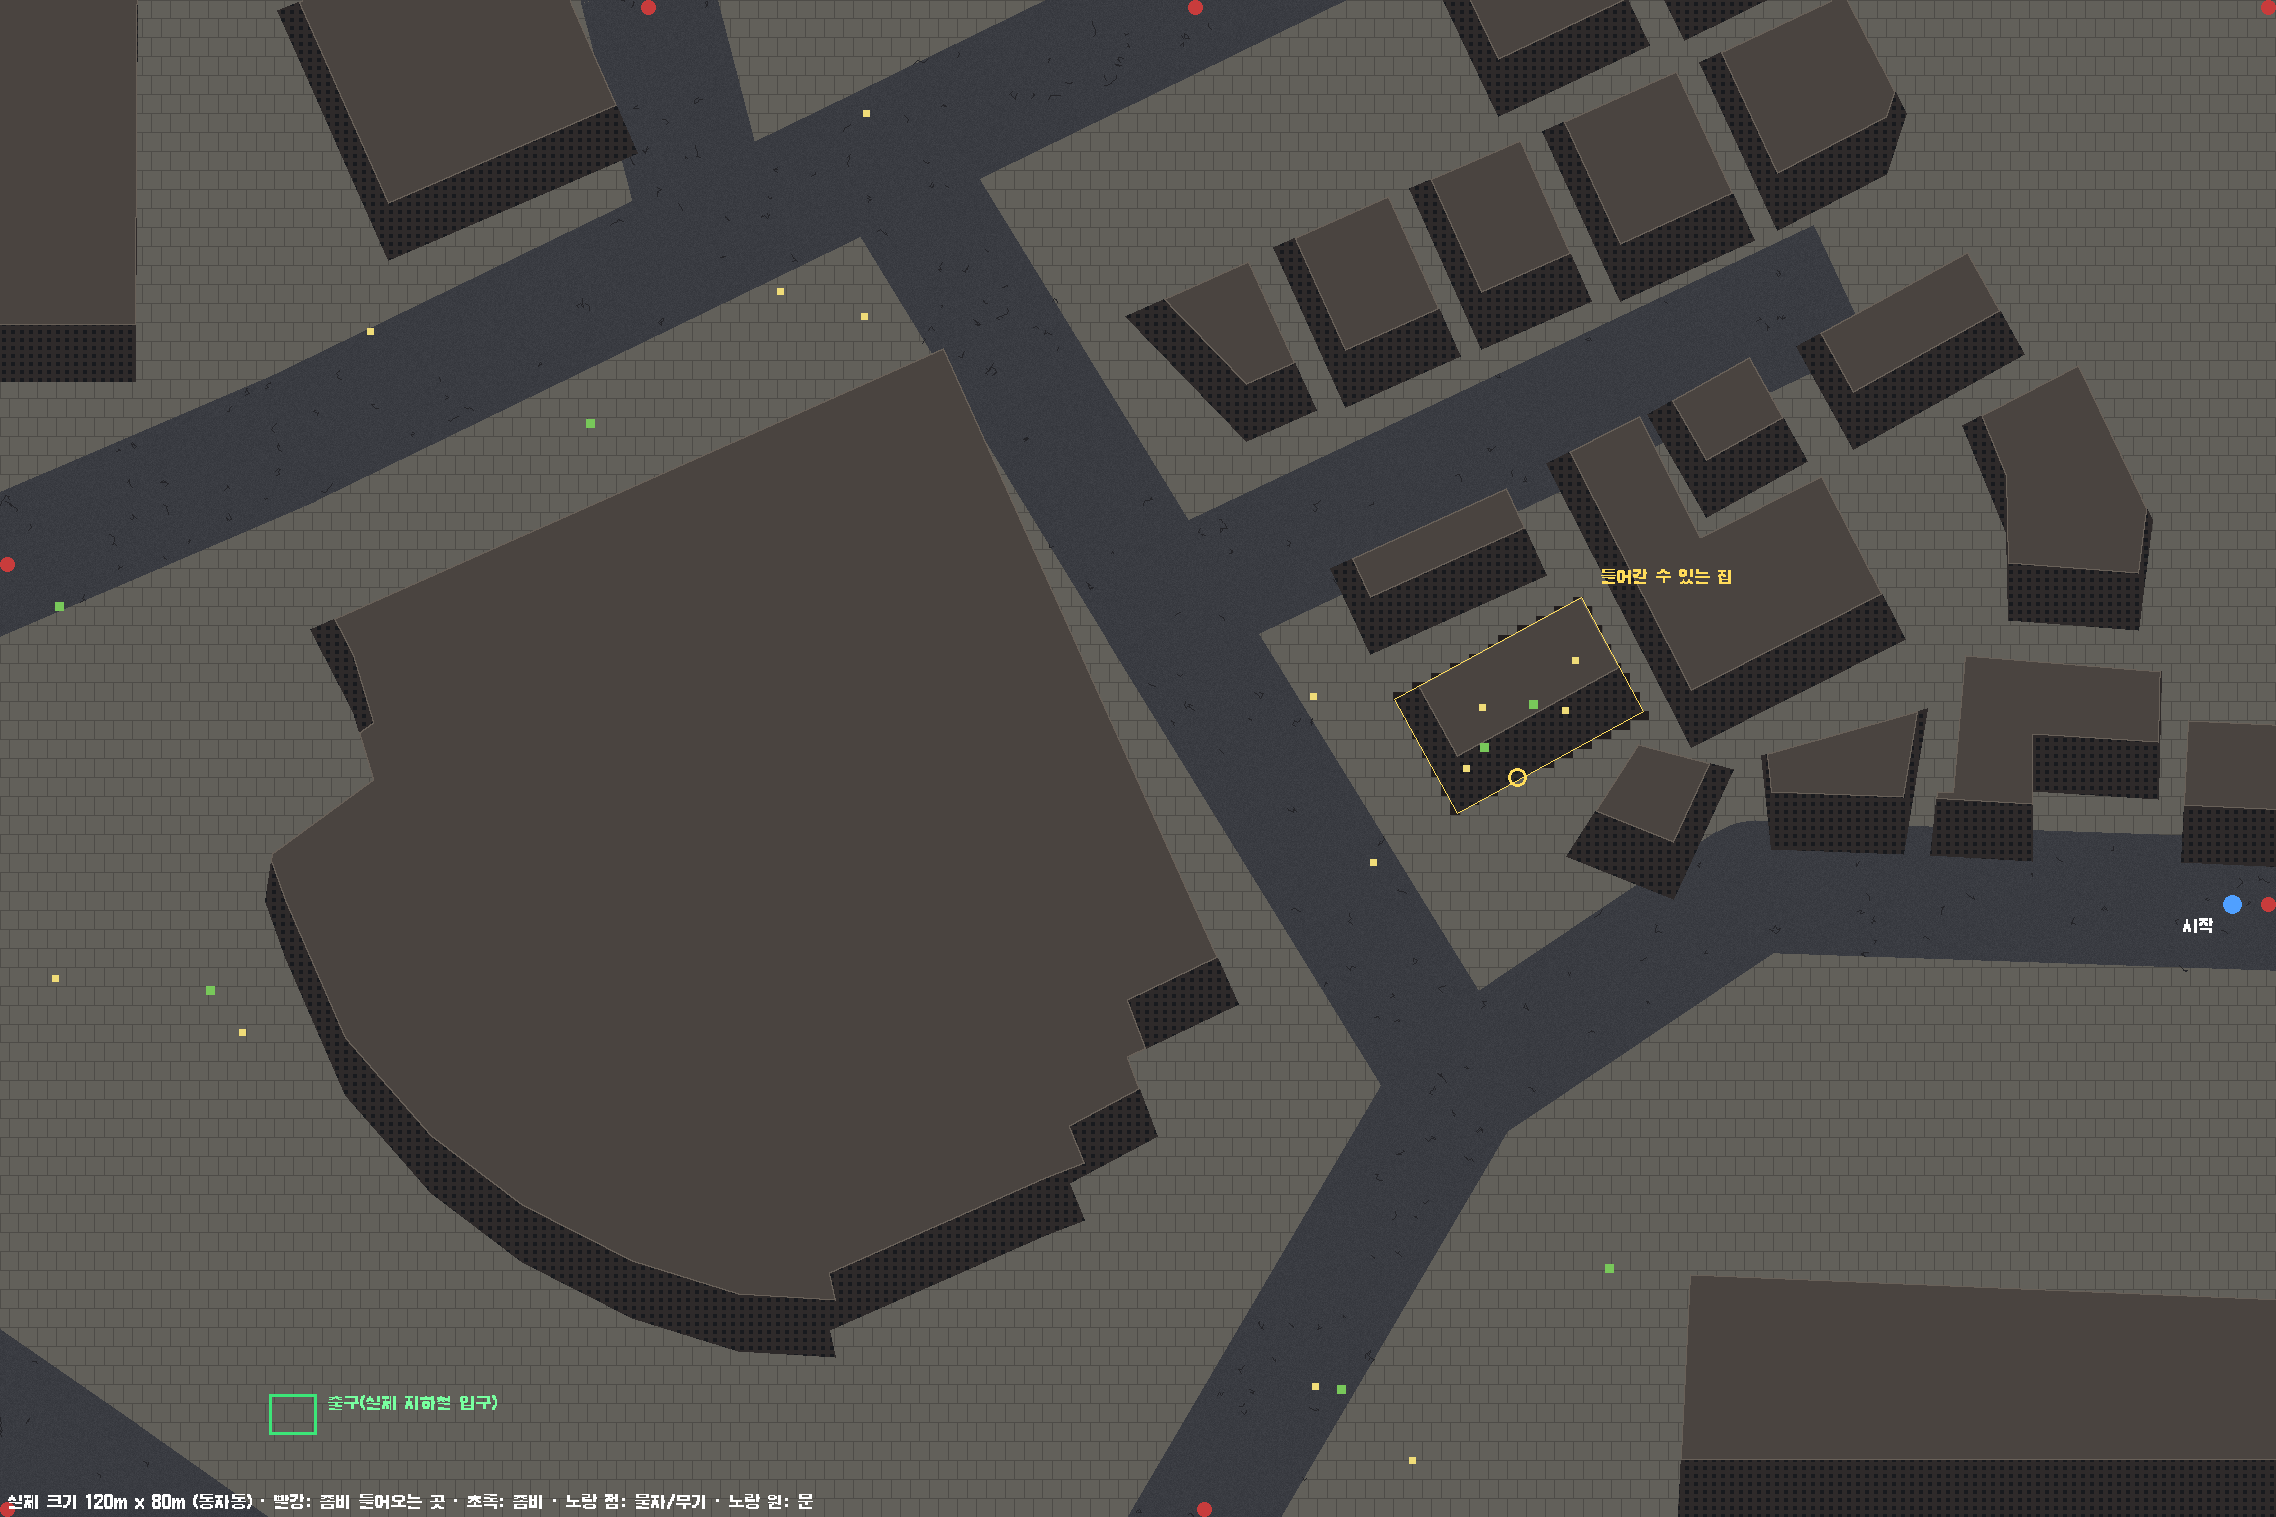 들어갈 수 있는 집
시작
출구(실제 지하철 입구)
실제 크기 120m x 80m (동자동) · 빨강: 좀비 들어오는 곳 · 초록: 좀비 · 노랑 점: 물자/무기 · 노랑 원: 문